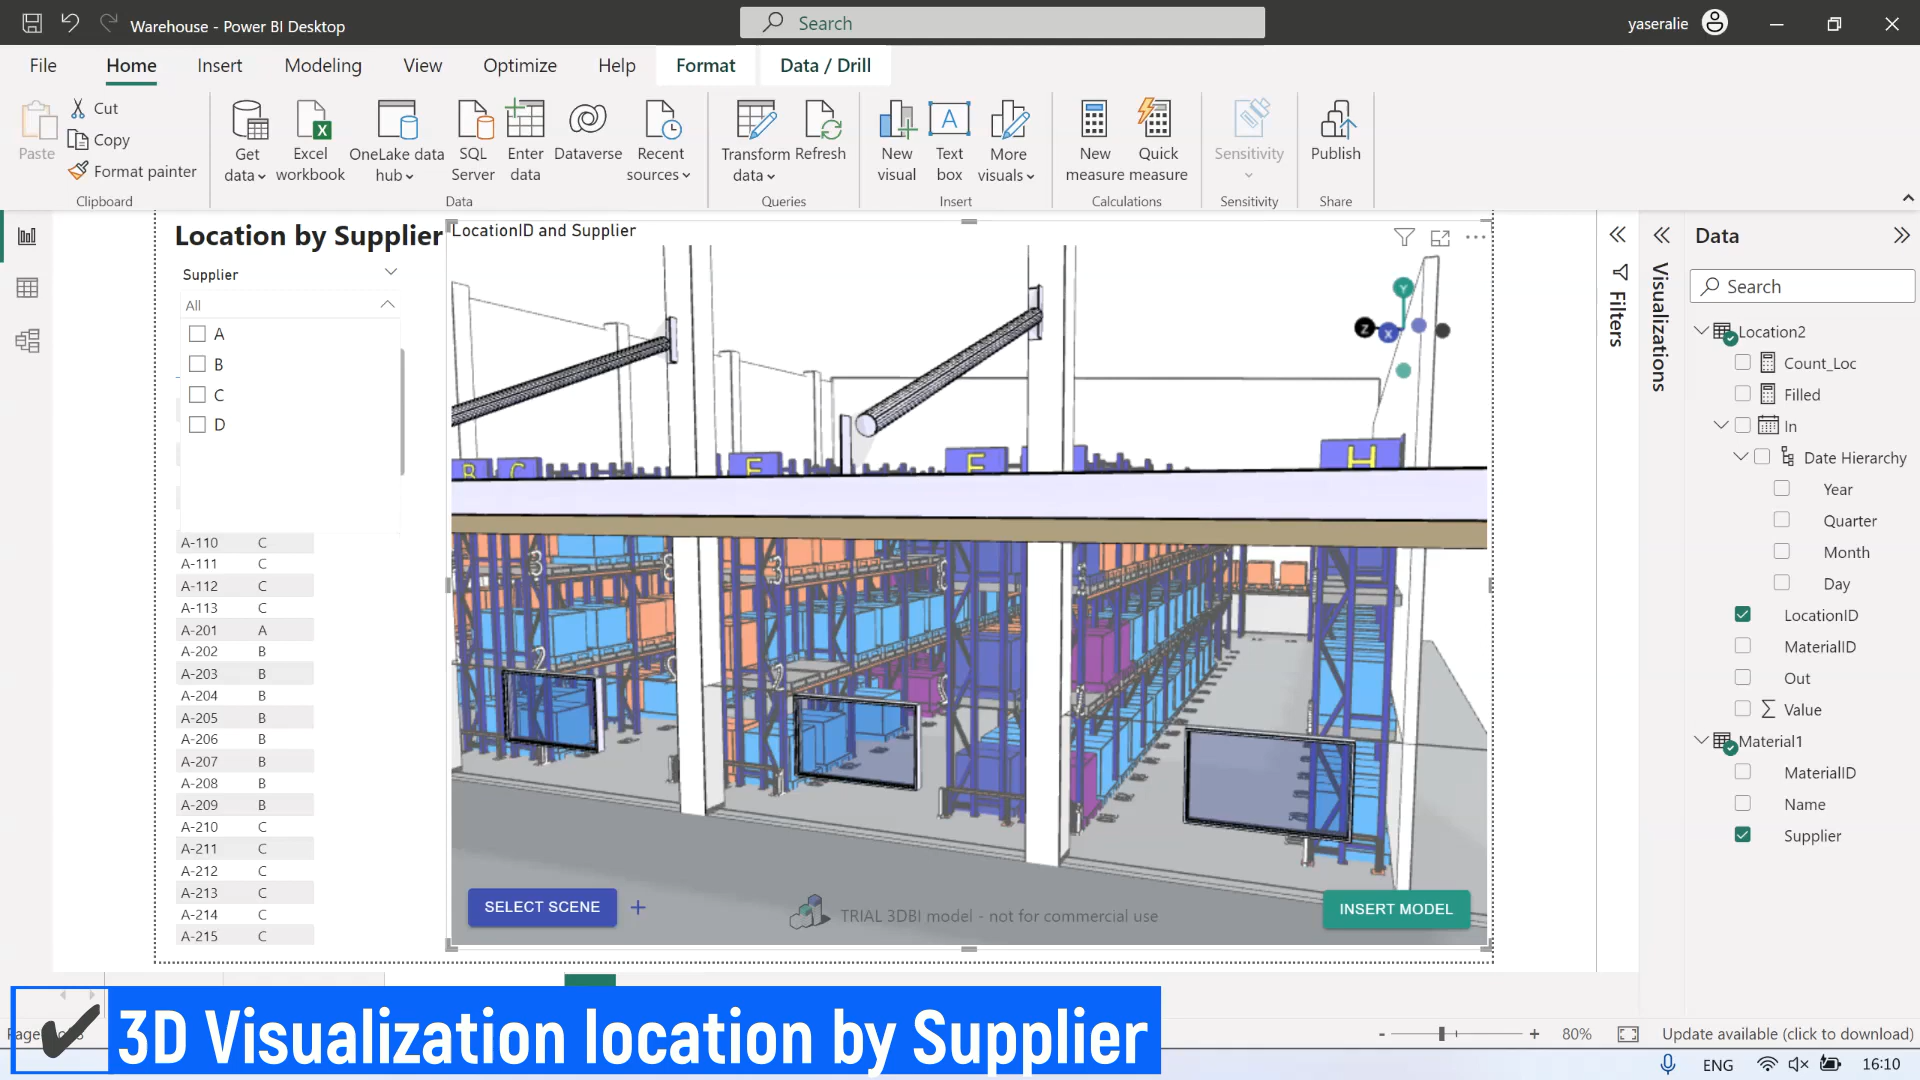 Warehouse - Power BI Desktop
Search
yaseralie
File
Home
Insert
Modeling
View
Optimize
Help
Format
Data / Drill
Paste
Cut
Copy
Format painter
Clipboard
Get data
Excel workbook
OneLake data hub
SQL Server
Enter data
Dataverse
Recent sources
Data
Transform data
Refresh
Queries
New visual
Text box
More visuals
Insert
New measure
Quick measure
Calculations
Sensitivity
Sensitivity
Publish
Share
Location by Supplier
Supplier
All
A
B
C
D
A-110 C
A-111 C
A-112 C
A-113 C
A-201 A
A-202 B
A-203 B
A-204 B
A-205 B
A-206 B
A-207 B
A-208 B
A-209 B
A-210 C
A-211 C
A-212 C
A-213 C
A-214 C
A-215 C
LocationID and Supplier
Y
Z
X
B
C
F
H
3
3
2
2
SELECT SCENE
+
TRIAL 3DBI model - not for commercial use
INSERT MODEL
Filters
Visualizations
Data
Search
Location2
Count_Loc
Filled
In
Date Hierarchy
Year
Quarter
Month
Day
LocationID
MaterialID
Out
Value
Material1
MaterialID
Name
Supplier
3D Visualization location by Supplier
-
+
80%
Update available (click to download)
ENG
16:10